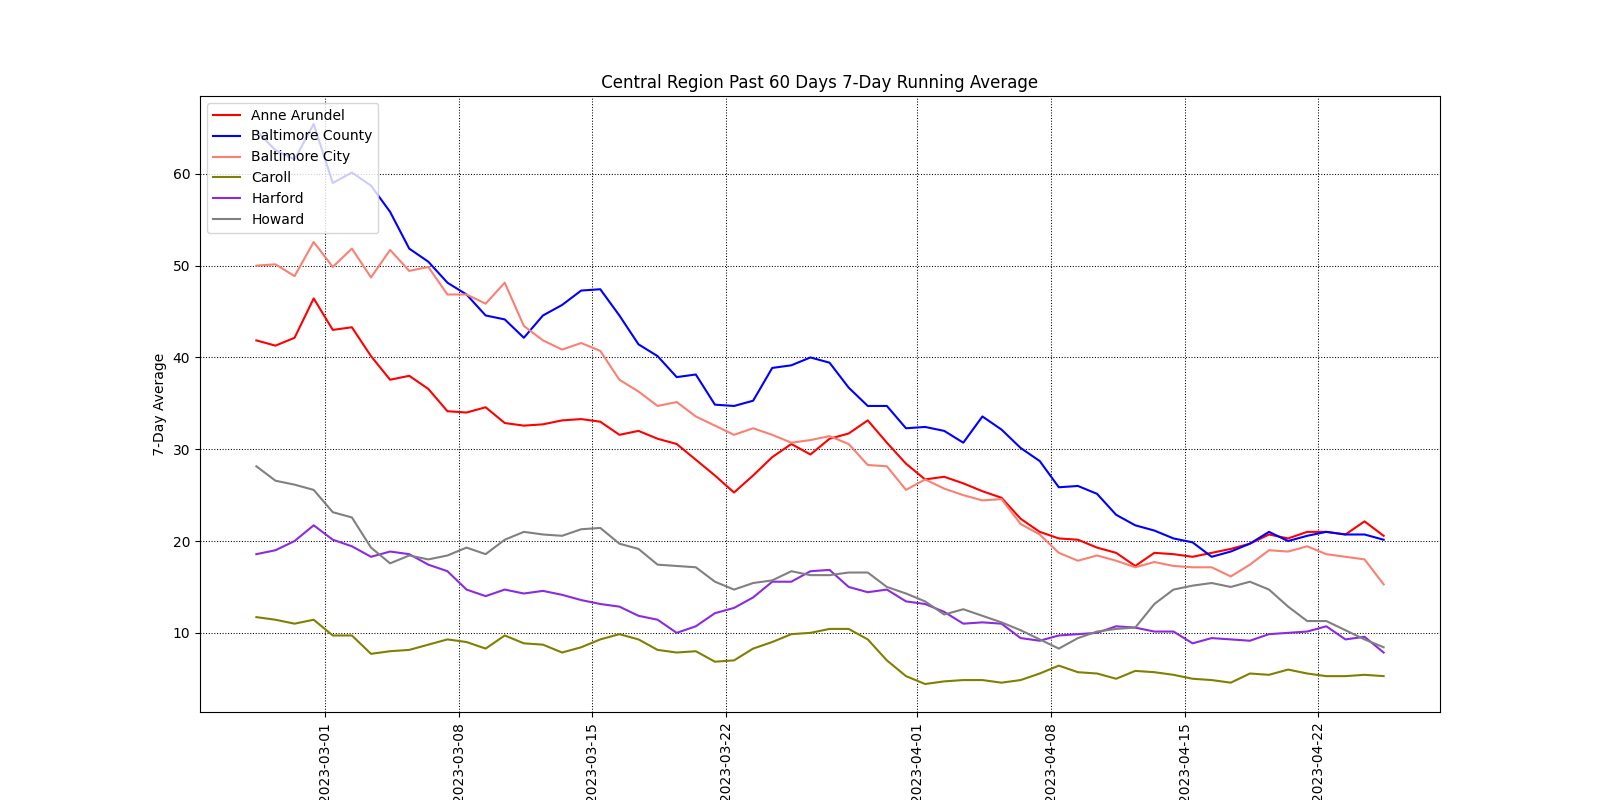 Central Region Past 60 Days 7-Day Running Average
Anne Arundel
Baltimore County
Baltimore City
Caroll
Harford
Howard
60
50
40
30
20
10
7-Day Average
2023-03-01
2023-03-08
2023-03-15
2023-03-22
2023-04-01
2023-04-08
2023-04-15
2023-04-22